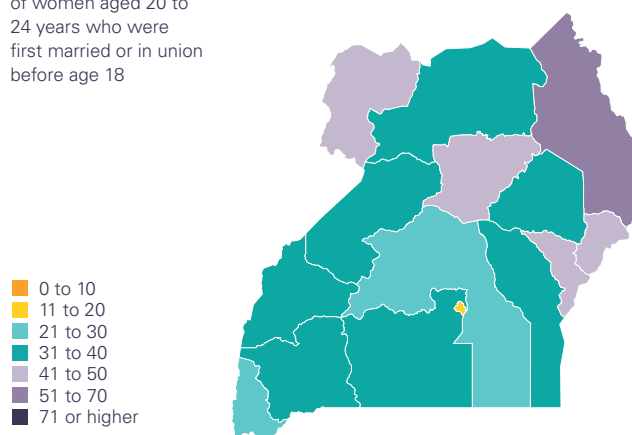 of women aged 20 to
24 years who were
first married or in union
before age 18
0 to 10
11 to 20
21 to 30
31 to 40
41 to 50
51 to 70
71 or higher